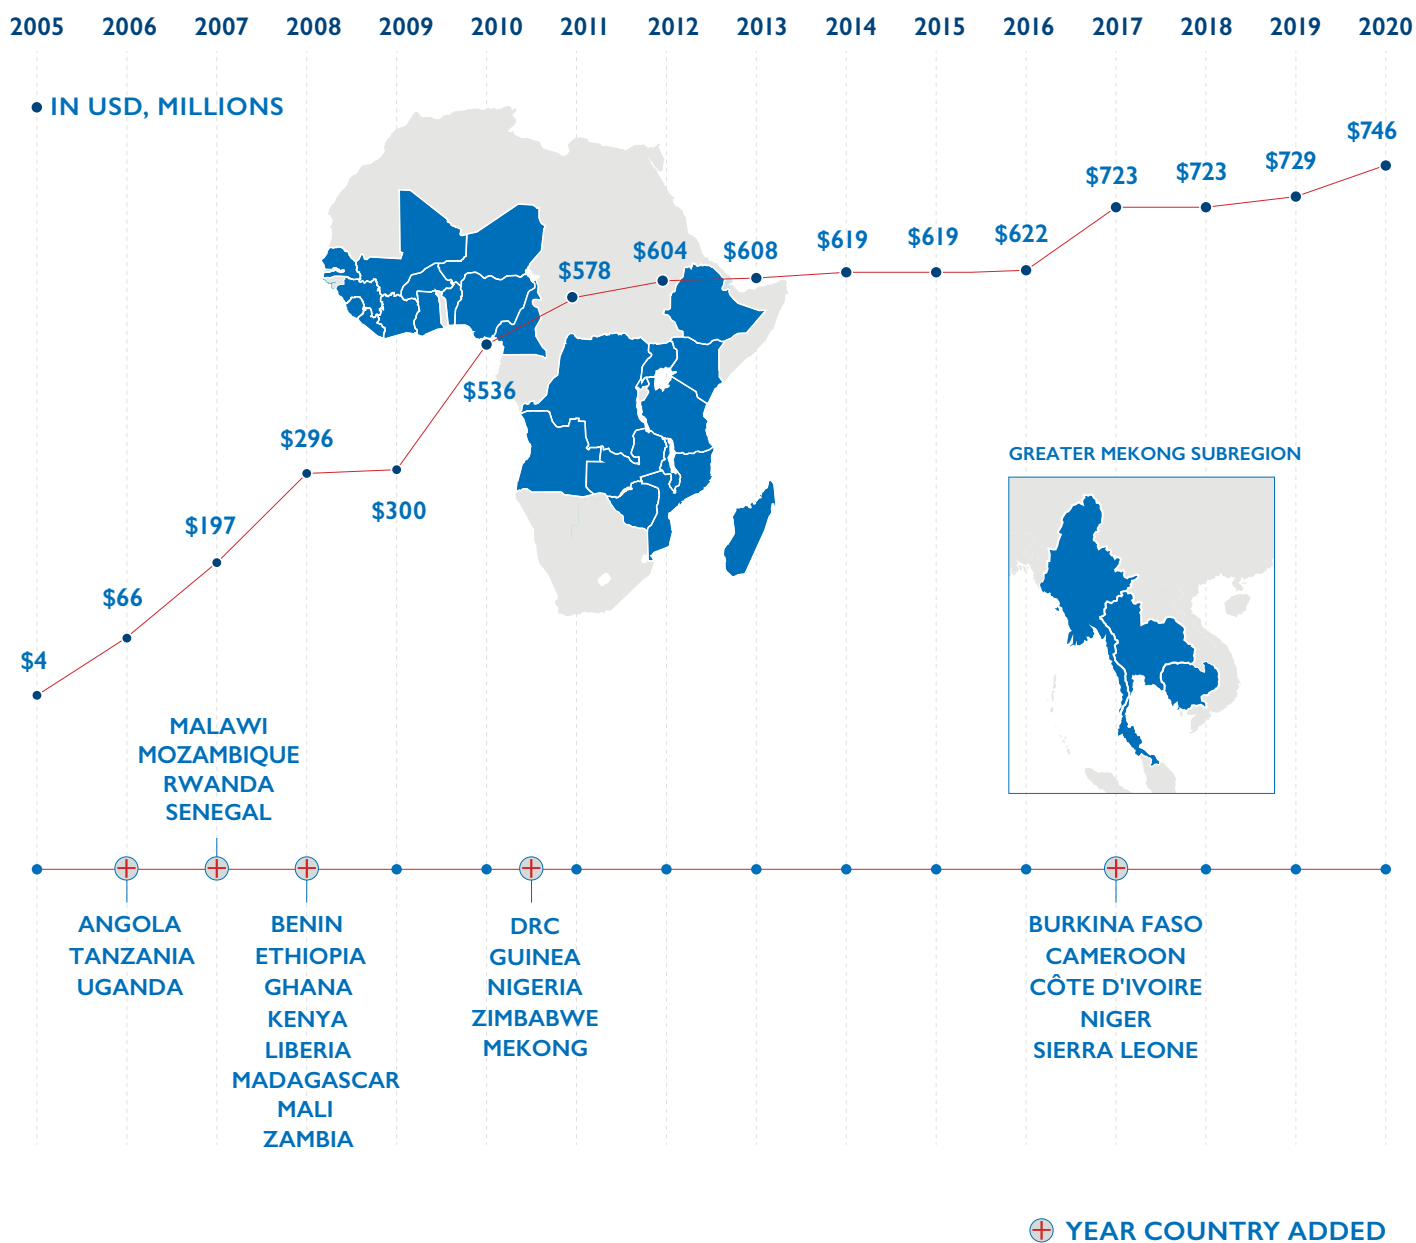 2005 2006 2007 2008 2009 2010 2011 2012 2013 2014 2015 2016 2017 2018 2019 2020
IN USD, MILLIONS
$4
$66
$197
$296
$300
$536
$578
$604
$608
$619
$619
$622
$723
$723
$729
$746
GREATER MEKONG SUBREGION
MALAWI
MOZAMBIQUE
RWANDA
SENEGAL
ANGOLA
TANZANIA
UGANDA
BENIN
ETHIOPIA
GHANA
KENYA
LIBERIA
MADAGASCAR
MALI
ZAMBIA
DRC
GUINEA
NIGERIA
ZIMBABWE
MEKONG
BURKINA FASO
CAMEROON
CÔTE D'IVOIRE
NIGER
SIERRA LEONE
YEAR COUNTRY ADDED